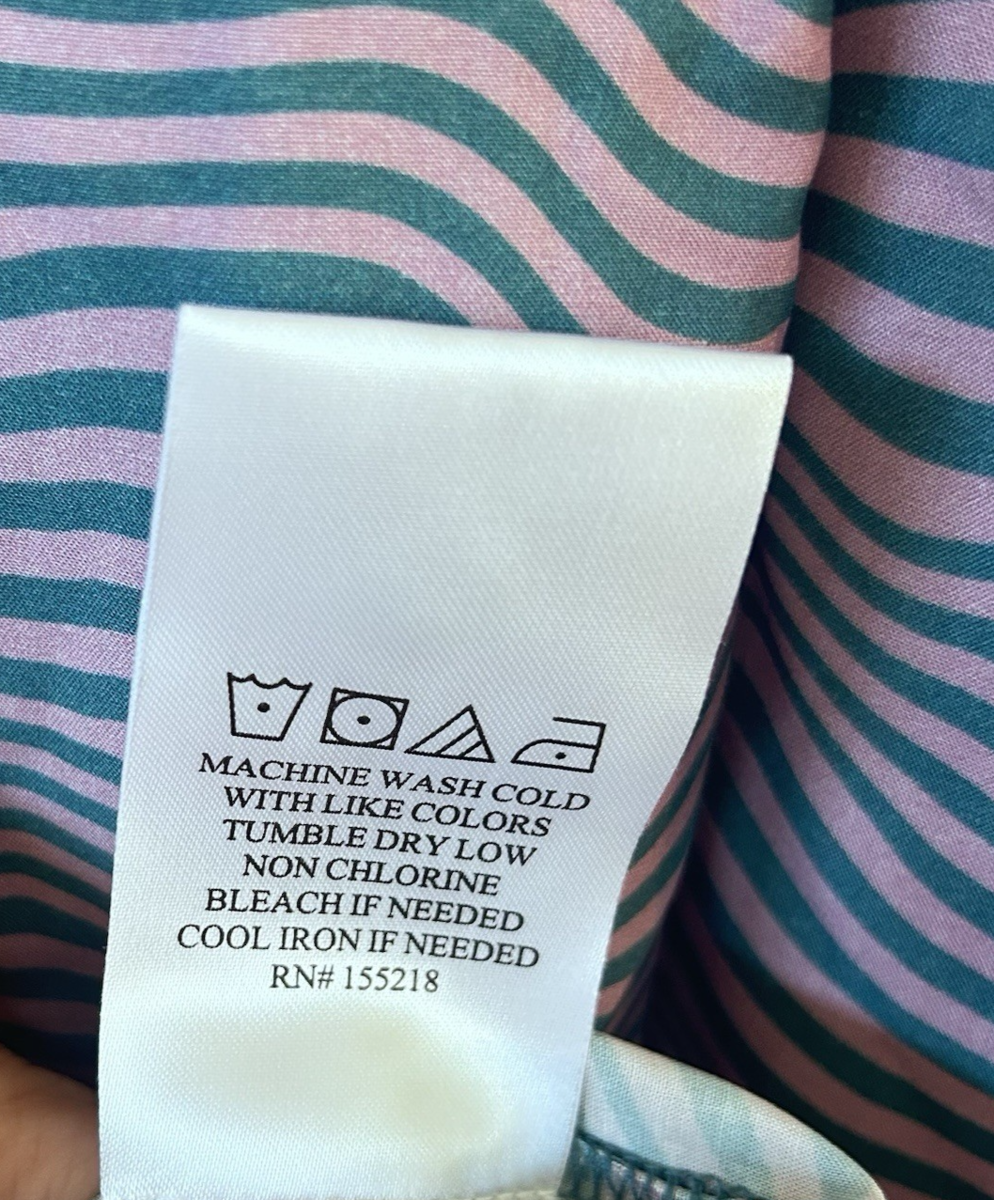 MACHINE WASH COLD
WITH LIKE COLORS
TUMBLE DRY LOW
NON CHLORINE
BLEACH IF NEEDED
COOL IRON IF NEEDED
RN# 155218